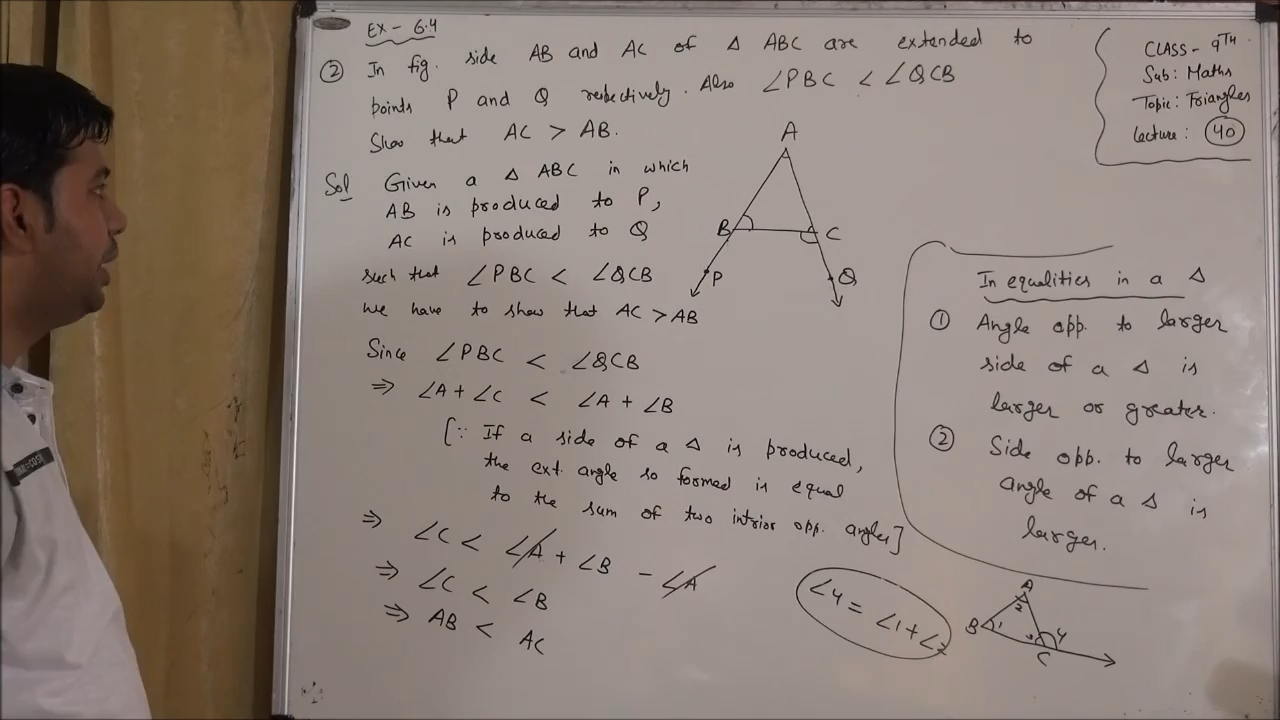 Ex - 6.4
② In fig. side AB and AC of △ ABC are extended to
points P and Q respectively. Also ∠PBC < ∠QCB
Show that AC > AB.
Sol Given a △ ABC in which
AB is produced to P,
AC is produced to Q
such that ∠PBC < ∠QCB
we have to show that AC > AB
Since ∠PBC < ∠QCB
⇒ ∠A + ∠C < ∠A + ∠B
[∵ If a side of a △ is produced,
the ext. angle so formed is equal
to the sum of two intrior opp. angles]
⇒ ∠C < ∠A + ∠B - ∠A
⇒ ∠C < ∠B
⇒ AB < AC
A
B
C
P
Q
CLASS - 9TH
Sub: Maths
Topic: Triangles
Lecture: 40
In equalities in a △
① Angle opp. to larger
side of a △ is
larger or greater.
② Side opp. to larger
angle of a △ is
larger.
∠4 = ∠1 + ∠2
A
2
B 1
3 4
C